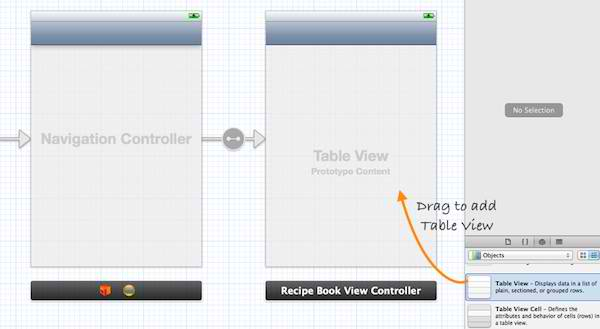 Navigation Controller
Table View
Prototype Content
Recipe Book View Controller
Drag to add
Table View
No Selection
Objects
Table View - Displays data in a list of
plain, sectioned, or grouped rows.
Table View Cell - Defines the
attributes and behavior of cells (rows) in
a table view.